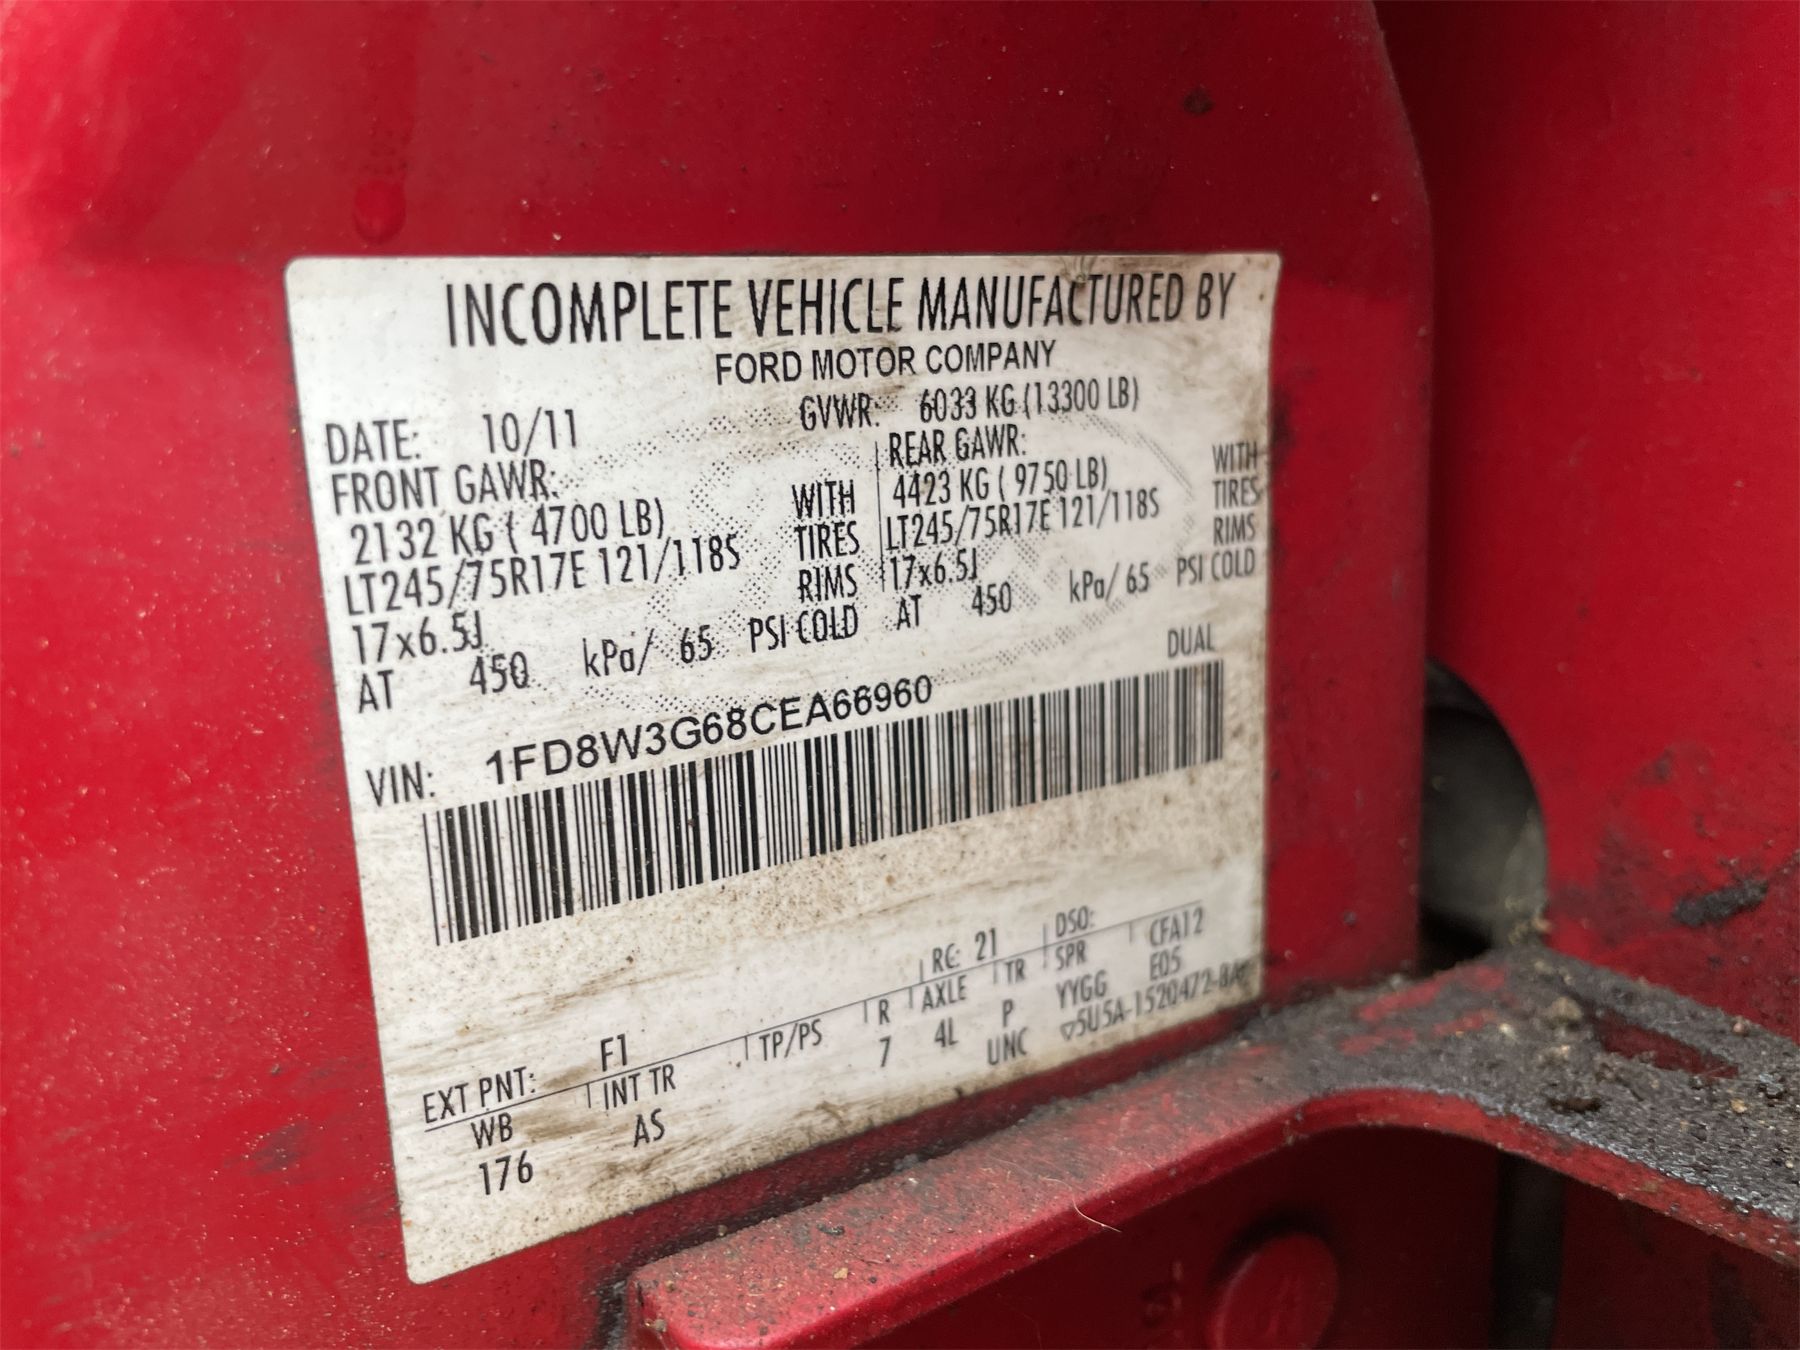 INCOMPLETE VEHICLE MANUFACTURED BY
FORD MOTOR COMPANY
DATE: 10/11 GVWR: 6033 KG (13300 LB)
FRONT GAWR: REAR GAWR:
2132 KG ( 4700 LB) WITH 4423 KG ( 9750 LB) WITH
LT245/75R17E 121/118S TIRES LT245/75R17E 121/118S TIRES
17x6.5J RIMS 17x6.5J RIMS
AT 450 kPa/ 65 PSI COLD AT 450 kPa/ 65 PSI COLD
DUAL
VIN: 1FD8W3G68CEA66960
EXT PNT: F1 RC: 21 DSO: CFA12
WB INT TR TP/PS R AXLE TR SPR E05
176 AS 7 4L P YYGG
UNC